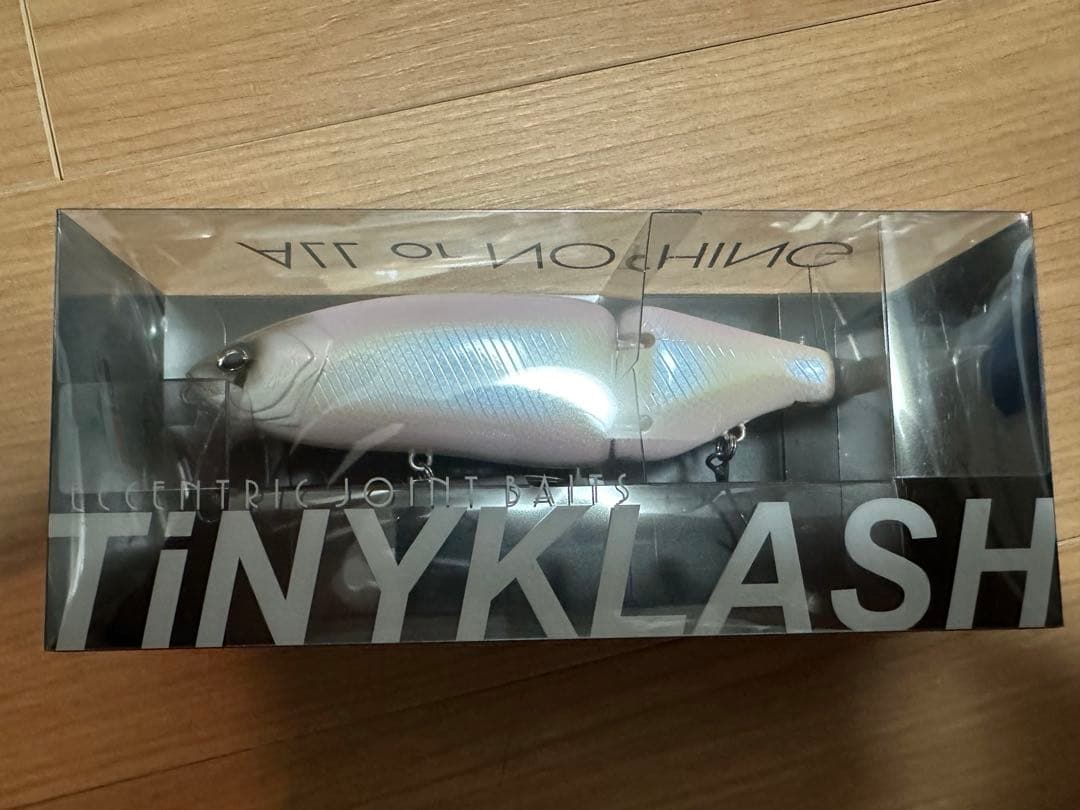 ALL or NOTHING
ECCENTRIC JOINT BAITS
TiNYKLASH